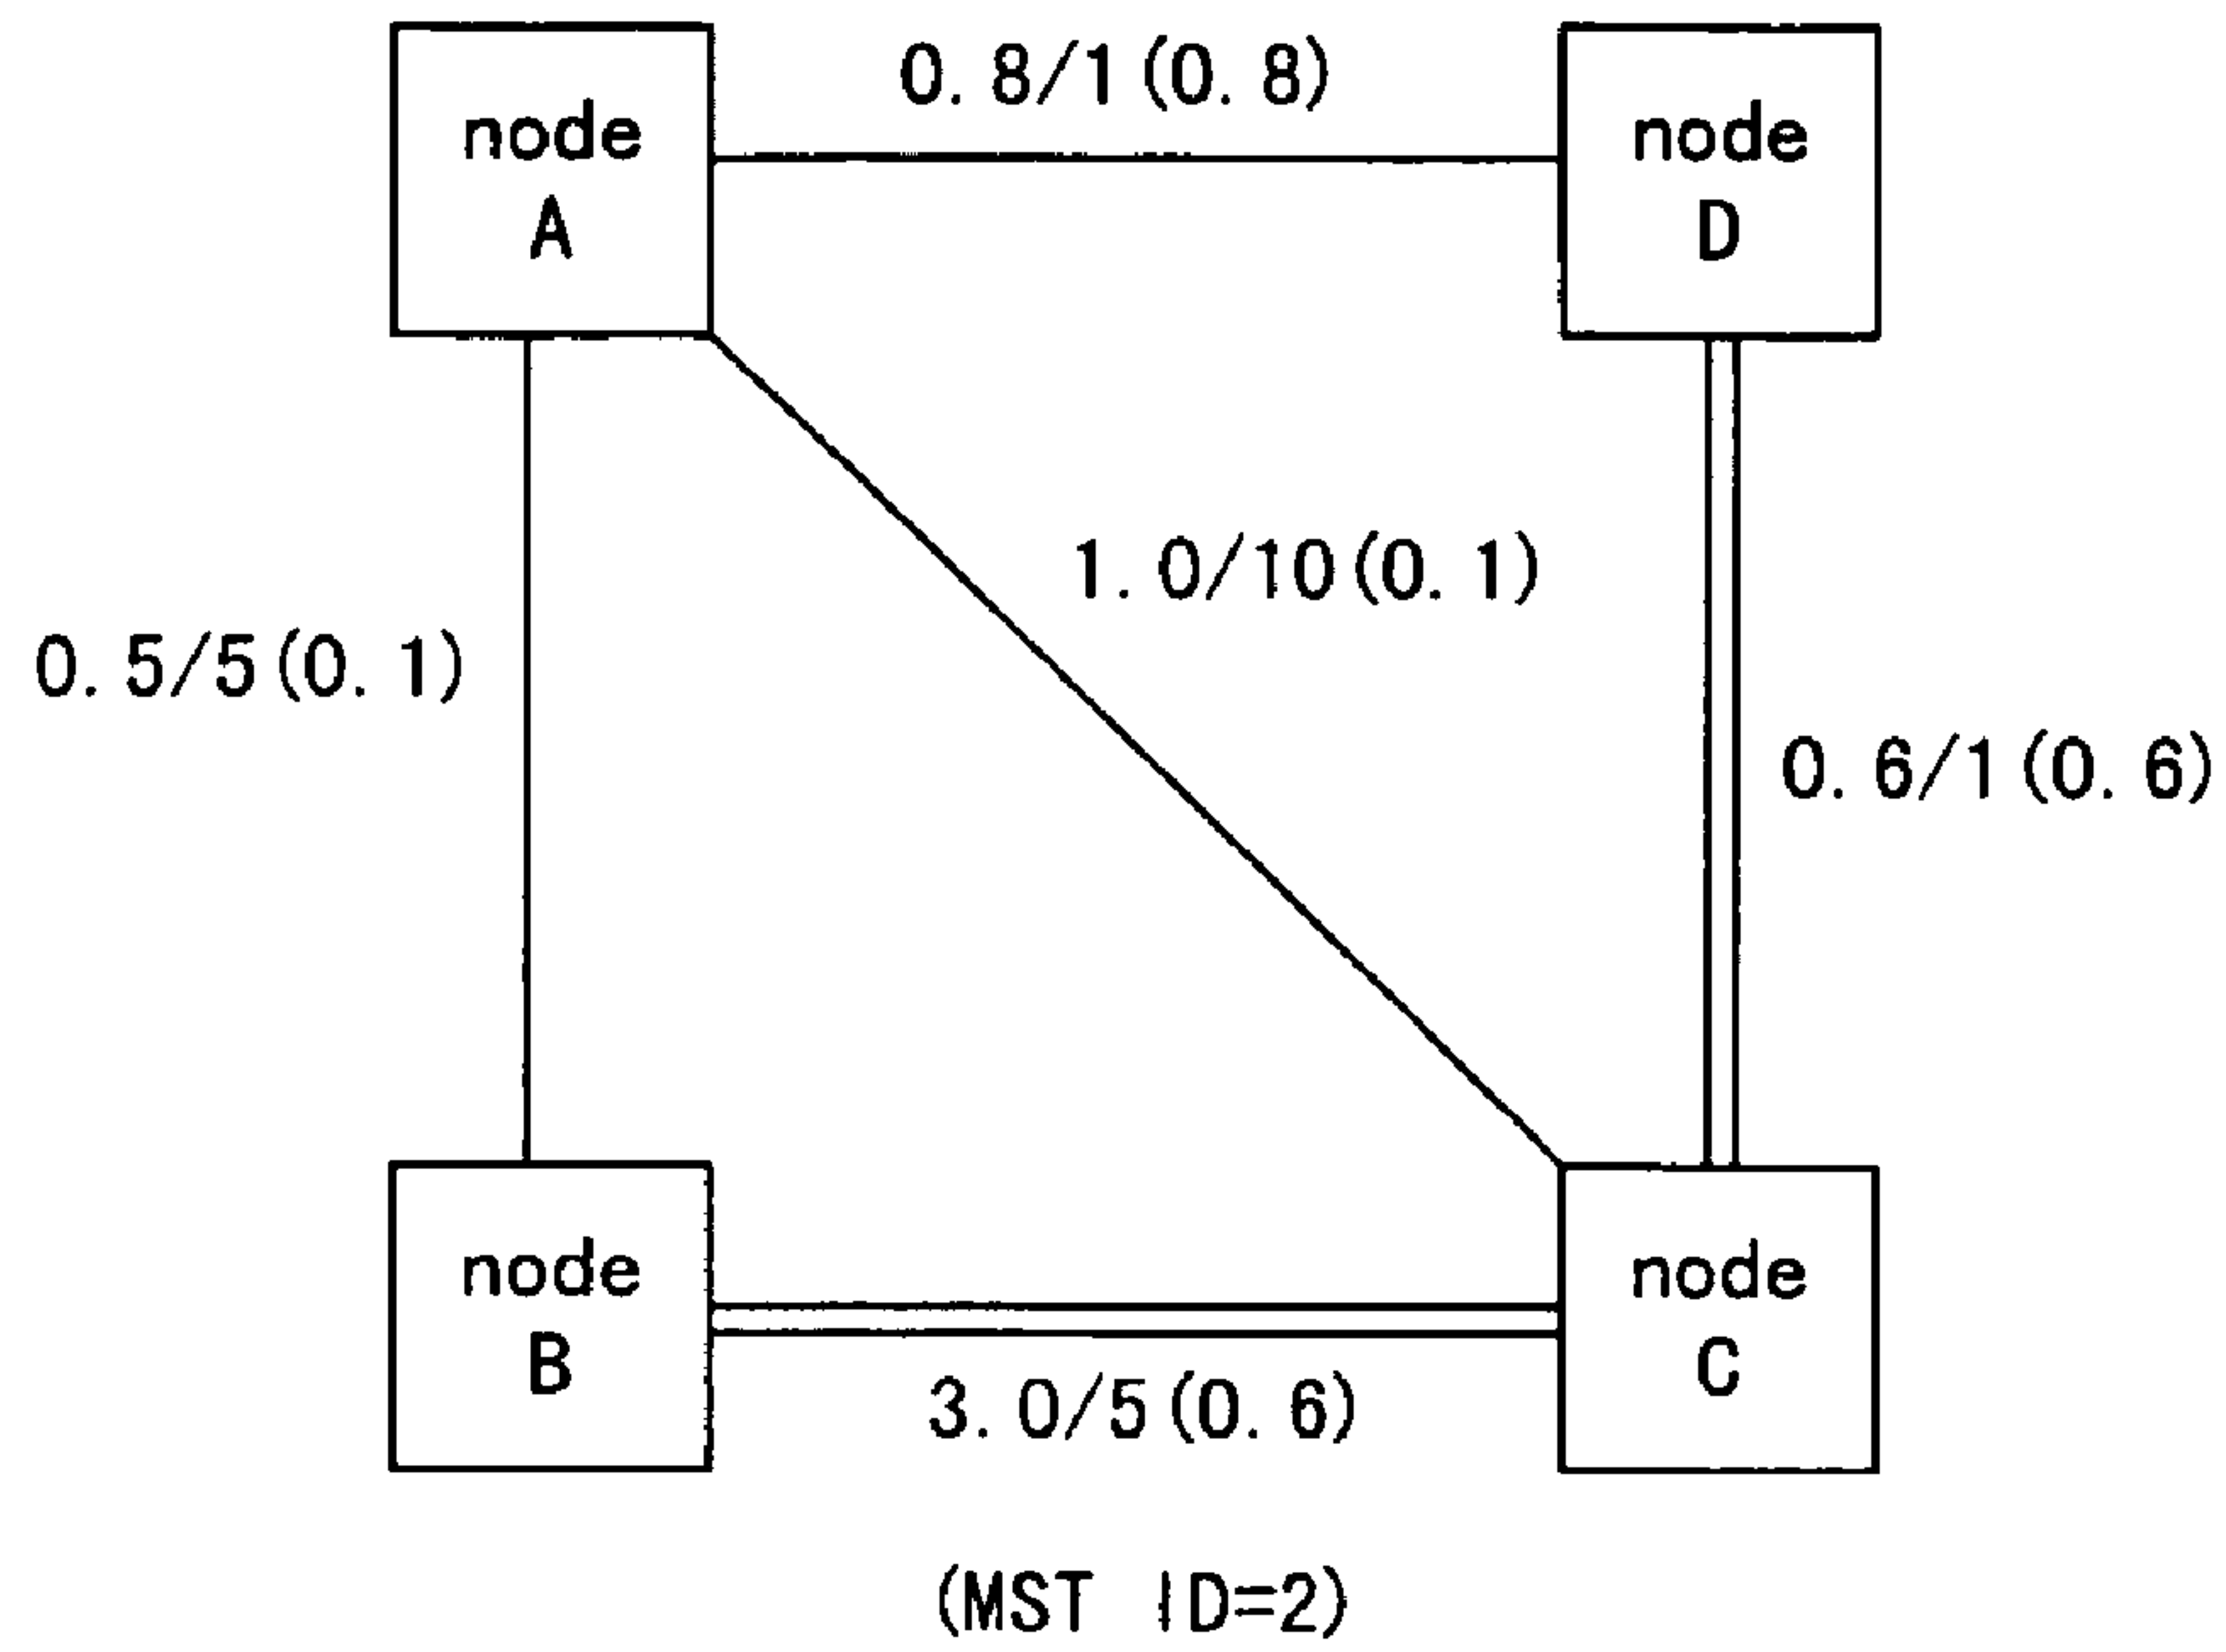 node
A
0.8/1(0.8)
node
D
1.0/10(0.1)
0.5/5(0.1)
0.6/1(0.6)
node
B
3.0/5(0.6)
node
C
(MST ID=2)